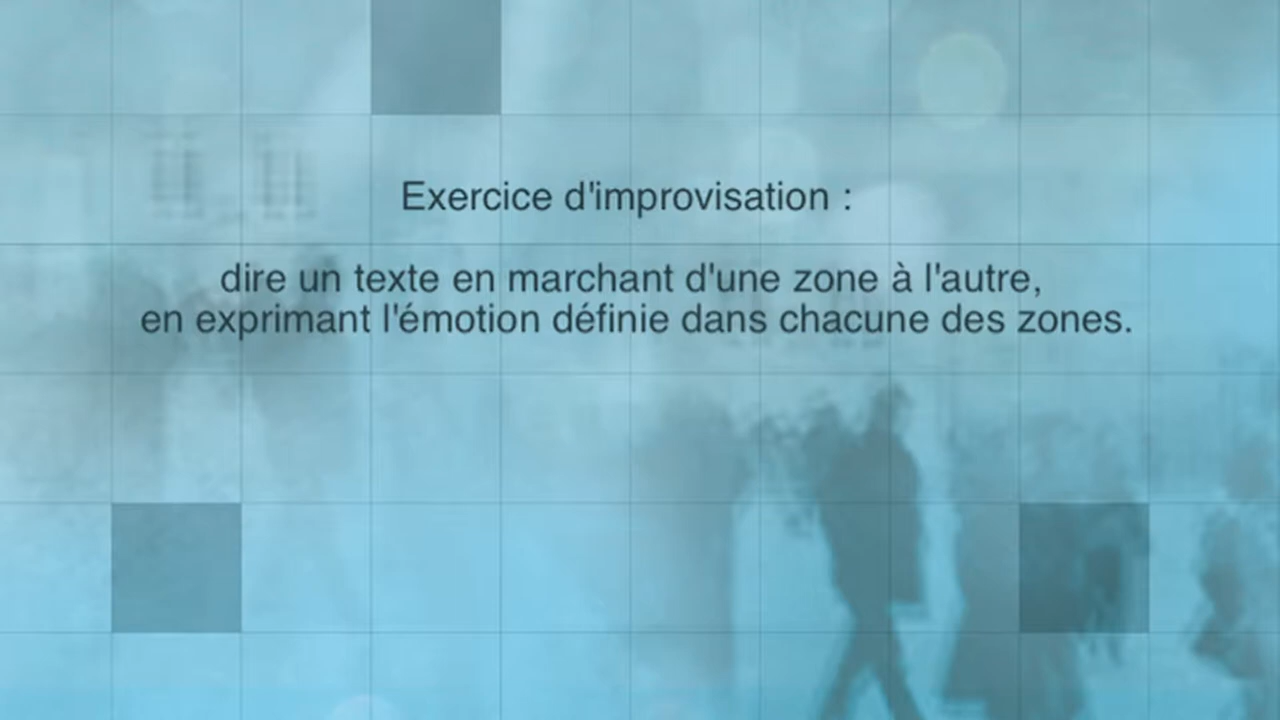 Exercice d'improvisation :
dire un texte en marchant d'une zone à l'autre,
en exprimant l'émotion définie dans chacune des zones.